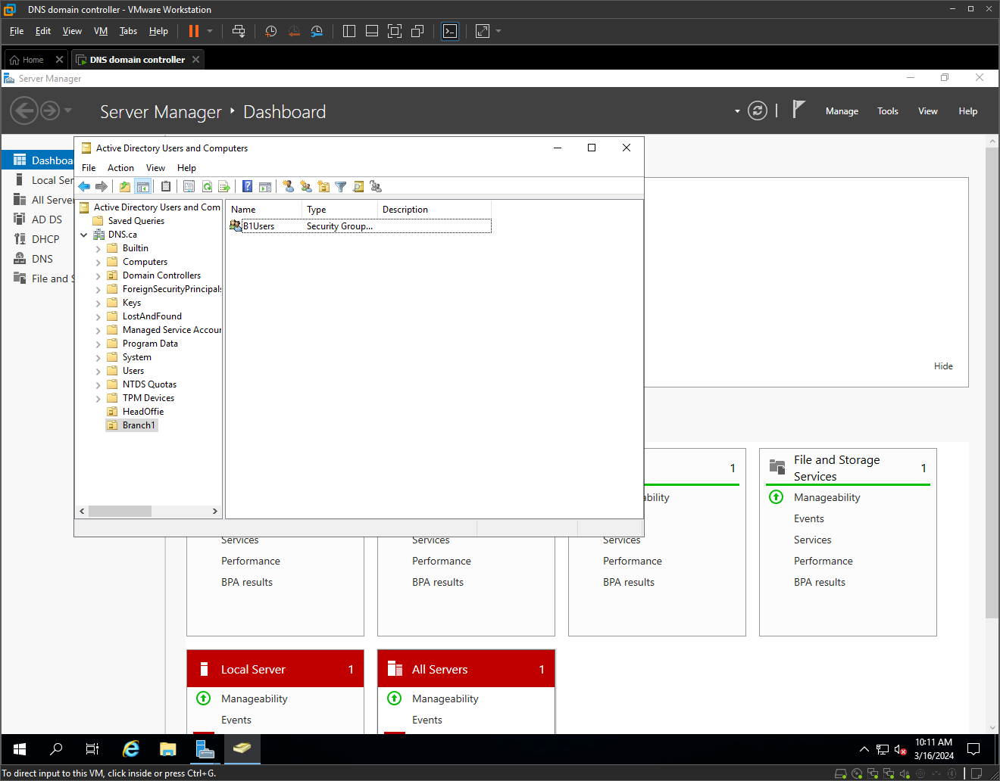 DNS domain controller - VMware Workstation
File Edit View VM Tabs Help
Home DNS domain controller
Server Manager
Server Manager Dashboard
Manage Tools View Help
Active Directory Users and Computers
File Action View Help
Dashboa
Local Ser
All Server
AD DS
DHCP
DNS
File and S
Active Directory Users and Com
Saved Queries
DNS.ca
Builtin
Computers
Domain Controllers
ForeignSecurityPrincipals
Keys
LostAndFound
Managed Service Accour
Program Data
System
Users
NTDS Quotas
TPM Devices
HeadOffie
Branch1
Name Type Description
B1Users Security Group...
Hide
1
ability
File and Storage
Services
1
Manageability
Events
Services
Performance
BPA results
Services
Performance
BPA results
Services
Performance
BPA results
Services
Performance
BPA results
Local Server 1
Manageability
Events
All Servers 1
Manageability
Events
10:11 AM
3/16/2024
To direct input to this VM, click inside or press Ctrl+G.